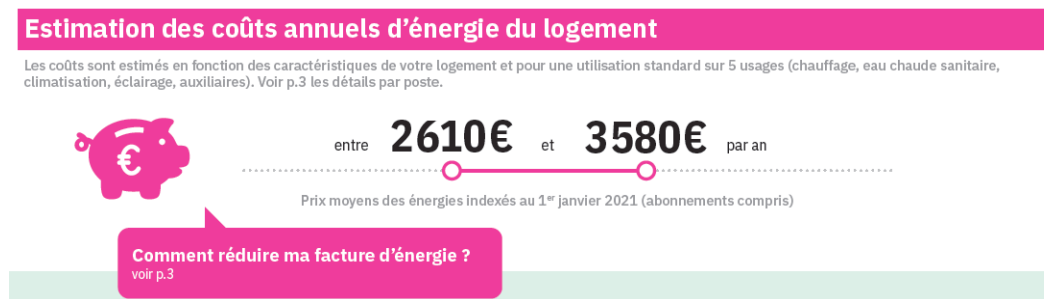 Estimation des coûts annuels d’énergie du logement
Les coûts sont estimés en fonction des caractéristiques de votre logement et pour une utilisation standard sur 5 usages (chauffage, eau chaude sanitaire,
climatisation, éclairage, auxiliaires). Voir p.3 les détails par poste.
€
entre 2610€ et 3580€ par an
Prix moyens des énergies indexés au 1er janvier 2021 (abonnements compris)
Comment réduire ma facture d’énergie ?
voir p.3